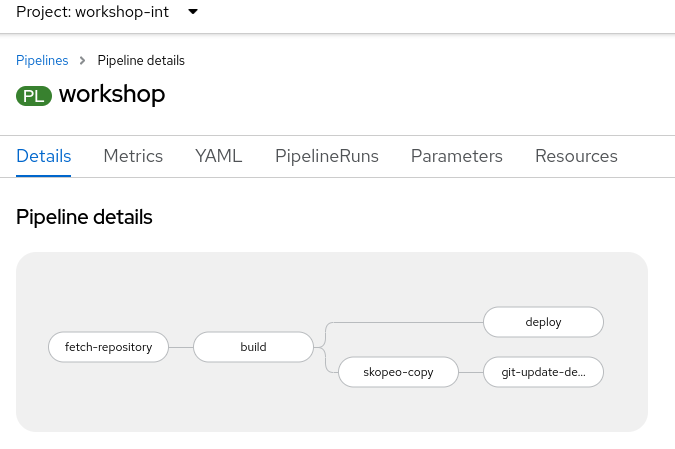 Project: workshop-int
Pipelines > Pipeline details
PL workshop
Details Metrics YAML PipelineRuns Parameters Resources
Pipeline details
deploy
fetch-repository build
skopeo-copy git-update-de...